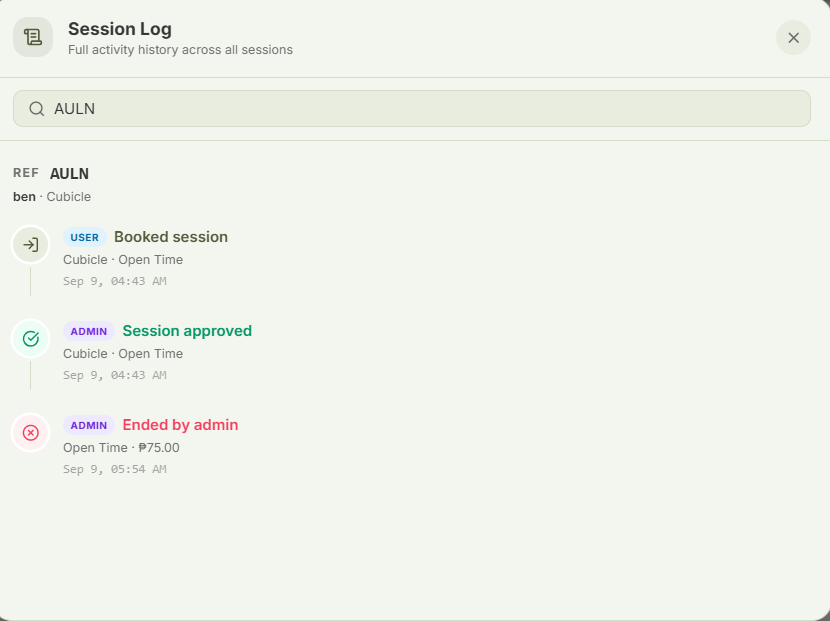 Session Log
Full activity history across all sessions
AULN
REF AULN
ben · Cubicle
USER Booked session
Cubicle · Open Time
Sep 9, 04:43 AM
ADMIN Session approved
Cubicle · Open Time
Sep 9, 04:43 AM
ADMIN Ended by admin
Open Time · ₱75.00
Sep 9, 05:54 AM